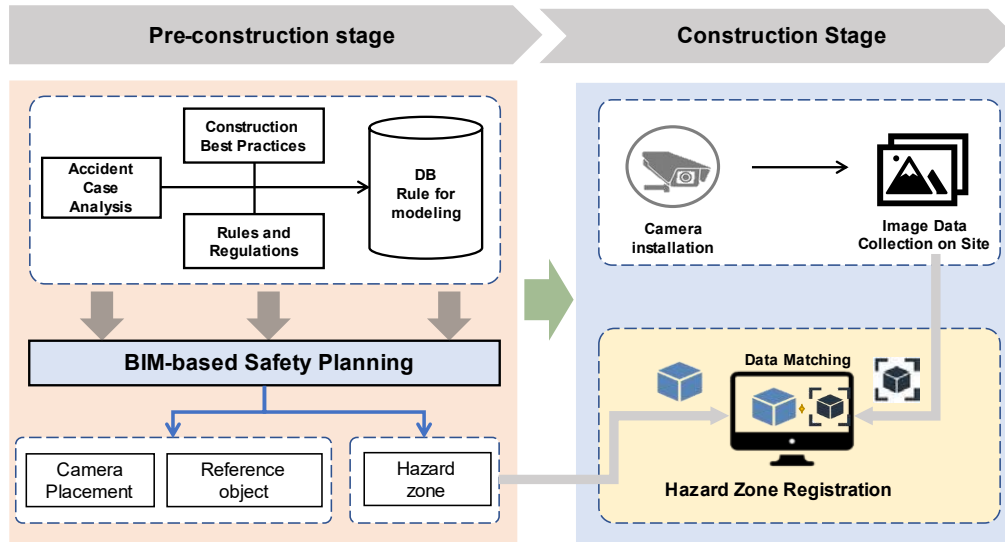 Pre-construction stage
Construction Stage
Construction
Best Practices
Accident
Case
Analysis
Rules and
Regulations
DB
Rule for
modeling
Camera
installation
Image Data
Collection on Site
BIM-based Safety Planning
Camera
Placement
Reference
object
Hazard
zone
Data Matching
Hazard Zone Registration